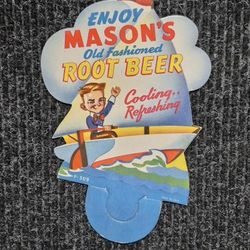 ENJOY
MASON'S
Old Fashioned
ROOT BEER
Cooling..
Refreshing